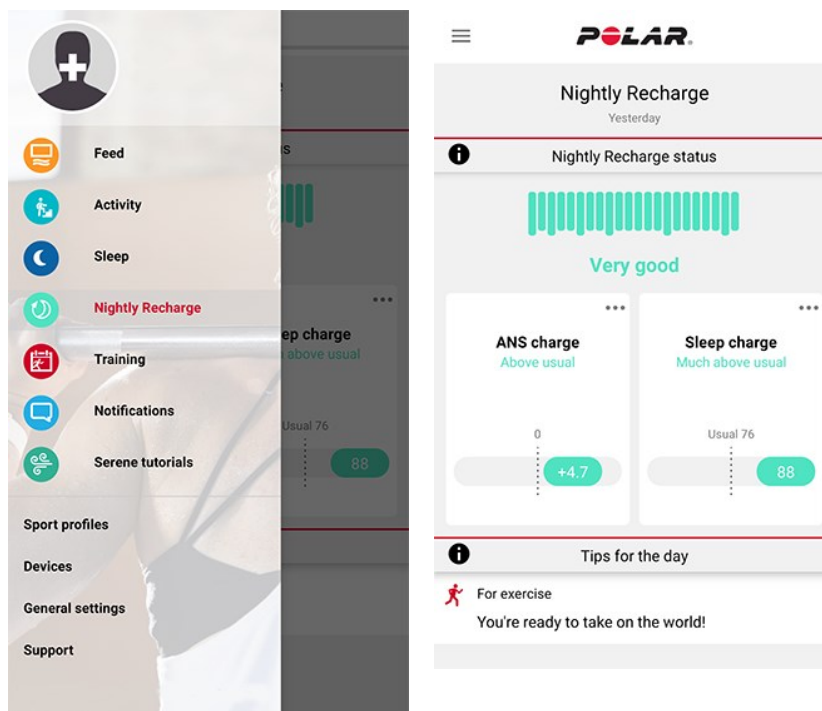 Feed
Activity
Sleep
Nightly Recharge
Training
Notifications
Serene tutorials
Sport profiles
Devices
General settings
Support
ep charge
above usual
Usual 76
88
POLAR
Nightly Recharge
Yesterday
Nightly Recharge status
Very good
ANS charge
Above usual
0
+4.7
Sleep charge
Much above usual
Usual 76
88
Tips for the day
For exercise
You're ready to take on the world!